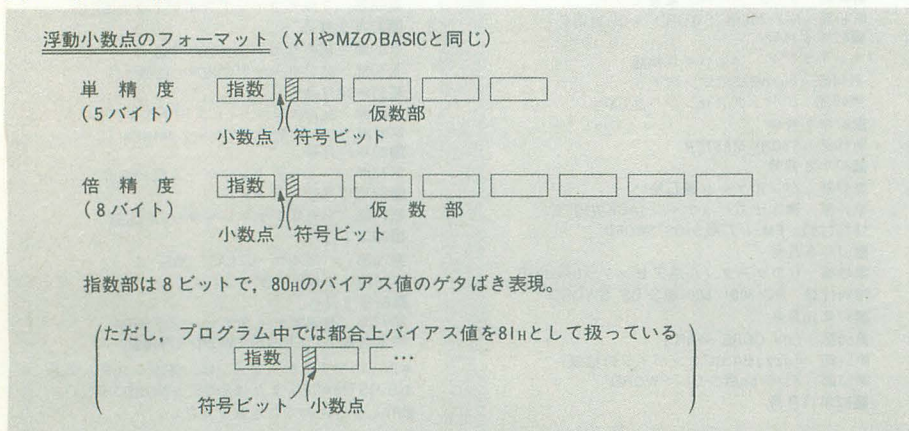 浮動小数点のフォーマット（X1やMZのBASICと同じ）
単精度 指数
（5バイト） 仮数部
小数点 符号ビット
倍精度 指数
（8バイト） 仮数部
小数点 符号ビット
指数部は8ビットで，80Hのバイアス値のゲタばき表現。
（ただし，プログラム中では都合上バイアス値を81Hとして扱っている）
指数 …
符号ビット 小数点